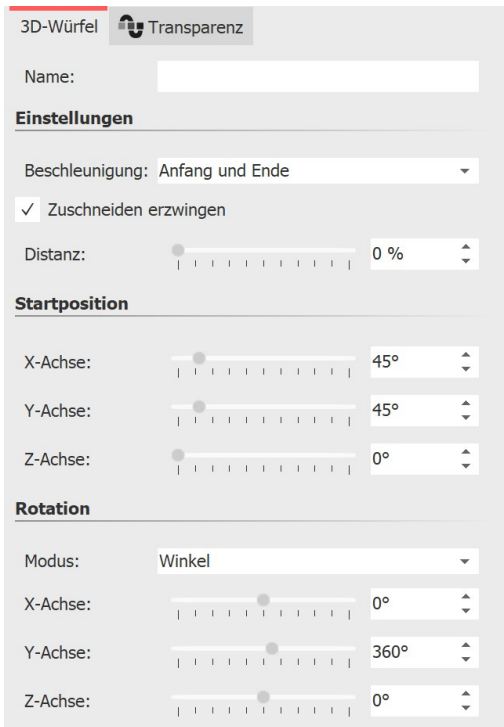 3D-Würfel Transparenz
Name:
Einstellungen
Beschleunigung: Anfang und Ende
Zuschneiden erzwingen
Distanz: 0 %
Startposition
X-Achse: 45°
Y-Achse: 45°
Z-Achse: 0°
Rotation
Modus: Winkel
X-Achse: 0°
Y-Achse: 360°
Z-Achse: 0°